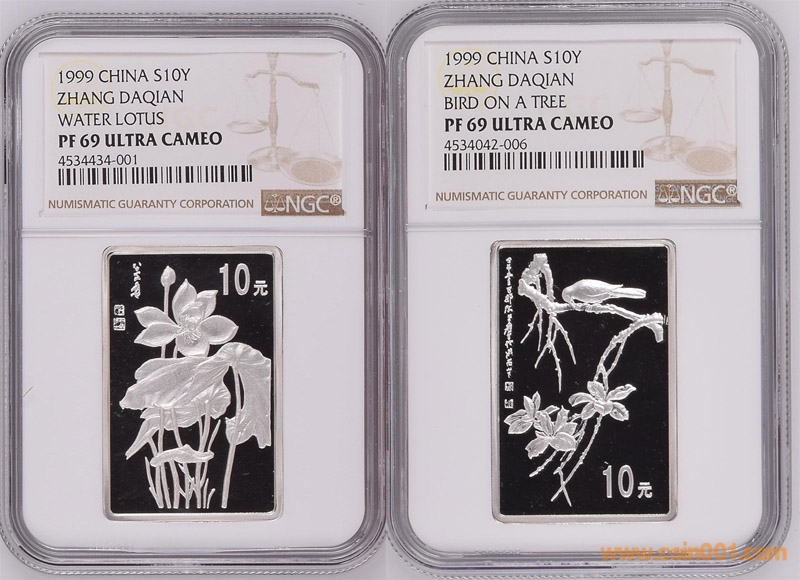 1999 CHINA S10Y
ZHANG DAQIAN
WATER LOTUS
PF 69 ULTRA CAMEO
4534434-001
NUMISMATIC GUARANTY CORPORATION
NGC®
10元
1999 CHINA S10Y
ZHANG DAQIAN
BIRD ON A TREE
PF 69 ULTRA CAMEO
4534042-006
NUMISMATIC GUARANTY CORPORATION
NGC®
10元
www.coin001.com